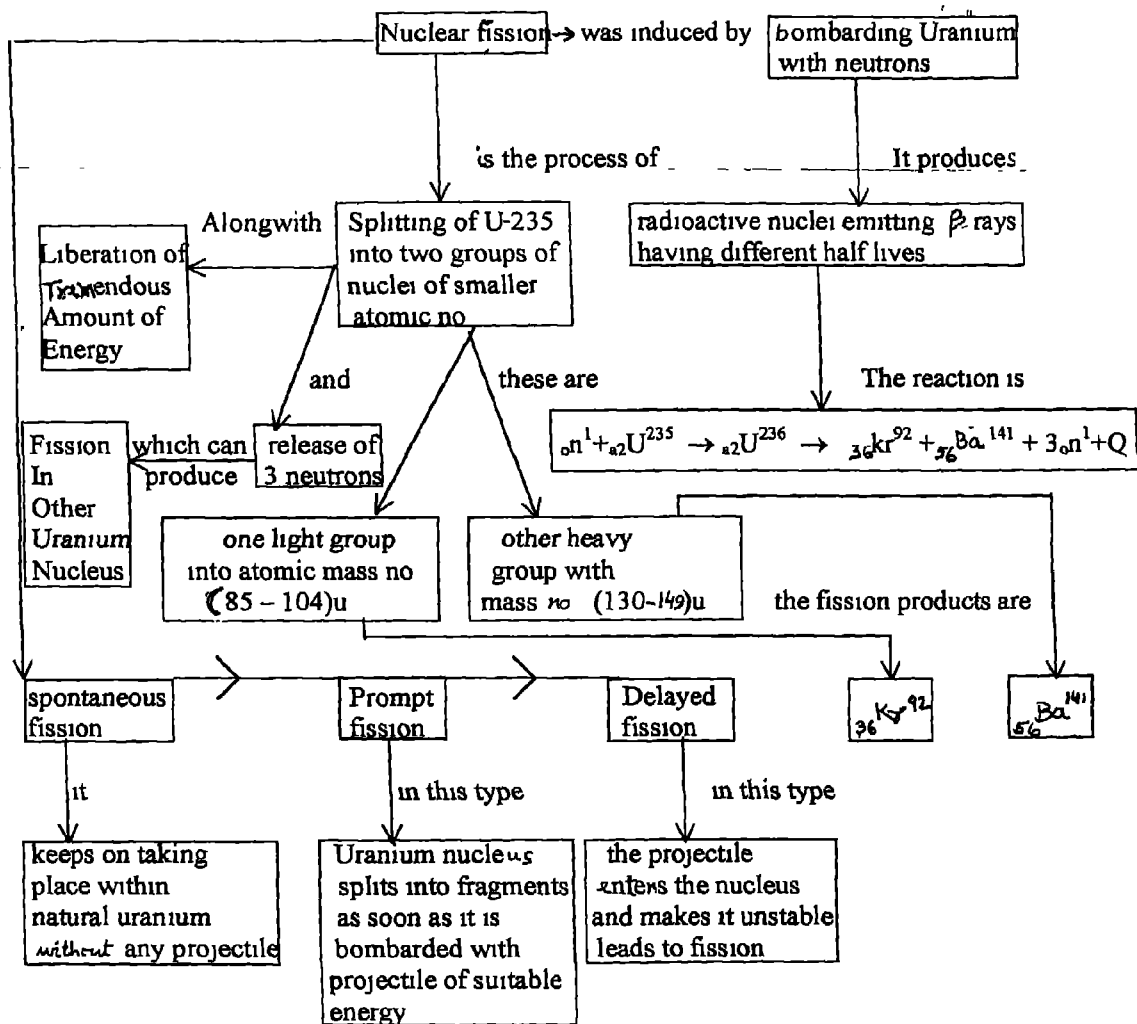 Nuclear fission → was induced by
bombarding Uranium
with neutrons
is the process of
It produces
Alongwith
Splitting of U-235
into two groups of
nuclei of smaller
atomic no
radioactive nuclei emitting β rays
having different half lives
Liberation of
Tramendous
Amount of
Energy
and
these are
The reaction is
₀n¹+₈₂U²³⁵ → ₈₂U²³⁶ → ₃₆kr⁹² + ₅₆Ba¹⁴¹ + 3₀n¹+Q
Fission
In
Other
Uranium
Nucleus
which can
produce
release of
3 neutrons
one light group
into atomic mass no
(85 – 104)u
other heavy
group with
mass no (130-149)u
the fission products are
spontaneous
fission
Prompt
fission
Delayed
fission
₃₆Kr⁹²
₅₆Ba¹⁴¹
it
in this type
in this type
keeps on taking
place within
natural uranium
without any projectile
Uranium nucleus
splits into fragments
as soon as it is
bombarded with
projectile of suitable
energy
the projectile
enters the nucleus
and makes it unstable
leads to fission